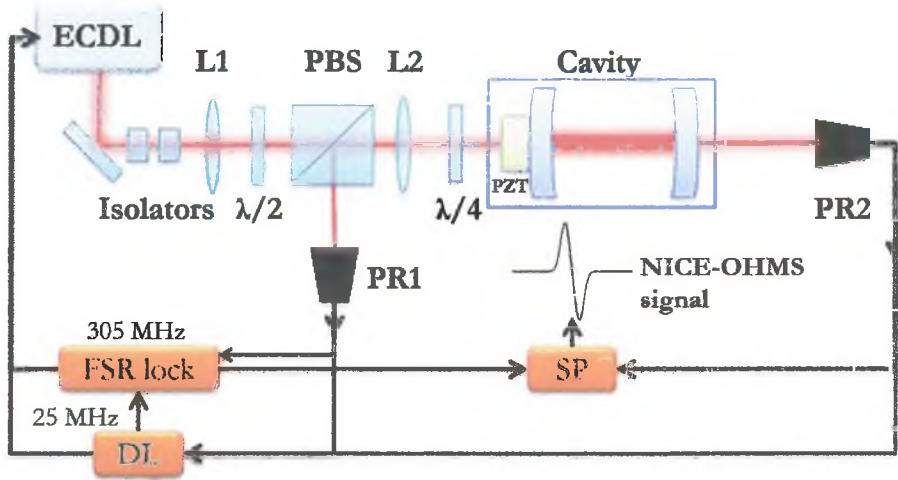 ECDL
L1
PBS
L2
Cavity
PZT
Isolators
λ/2
λ/4
PR2
PR1
NICE-OHMS
signal
305 MHz
FSR lock
SP
25 MHz
DL